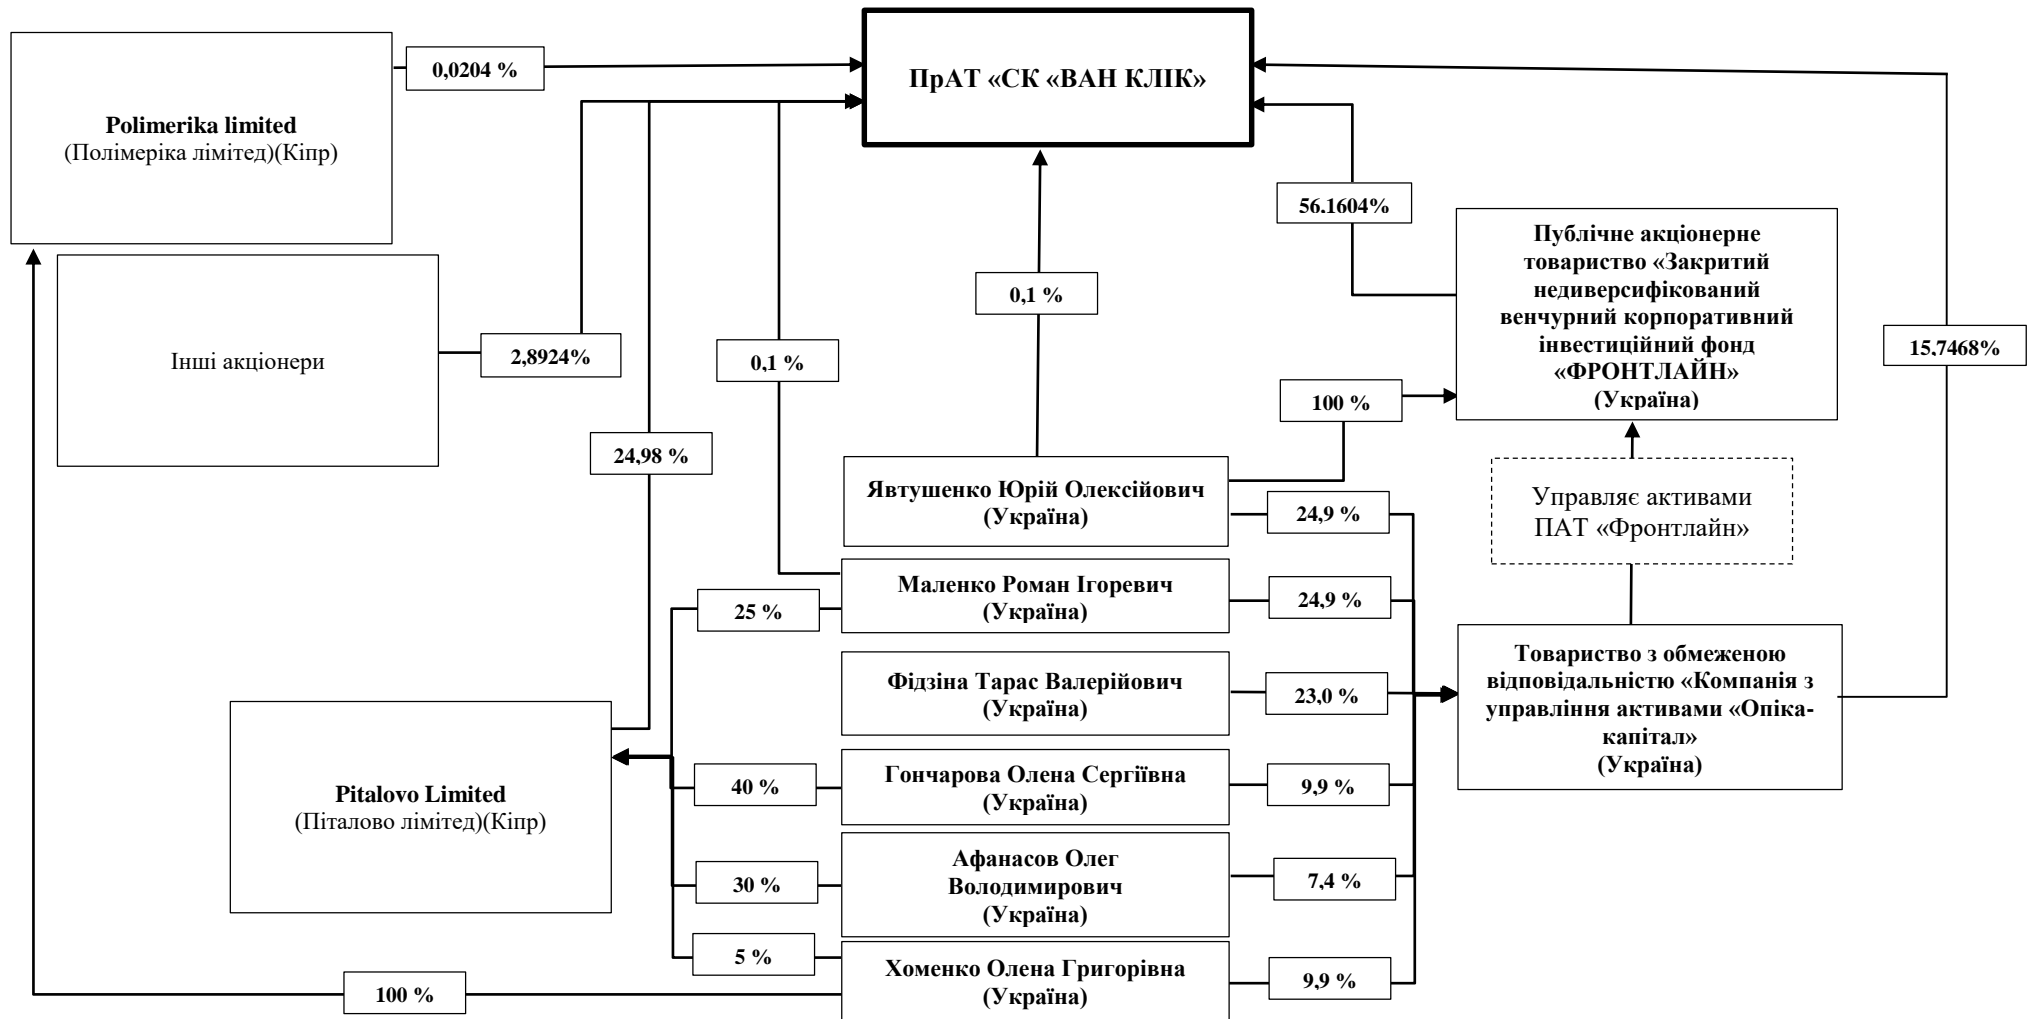 ПрАТ «СК «ВАН КЛІК»
0,0204 %
Polimerika limited
(Полімеріка лімітед)(Кіпр)
56,1604%
Публічне акціонерне
товариство «Закритий
недиверсифікований
венчурний корпоративний
інвестиційний фонд
«ФРОНТЛАЙН»
(Україна)
0,1 %
Інші акціонери
2,8924%
0,1 %
15,7468%
100 %
24,98 %
Явтушенко Юрій Олексійович
(Україна)
24,9 %
Управляє активами
ПАТ «Фронтлайн»
25 %
Маленко Роман Ігоревич
(Україна)
24,9 %
Фідзіна Тарас Валерійович
(Україна)
23,0 %
Товариство з обмеженою
відповідальністю «Компанія з
управління активами «Опіка-
капітал»
(Україна)
Pitalovo Limited
(Піталово лімітед)(Кіпр)
40 %
Гончарова Олена Сергіївна
(Україна)
9,9 %
30 %
Афанасов Олег
Володимирович
(Україна)
7,4 %
5 %
Хоменко Олена Григорівна
(Україна)
9,9 %
100 %